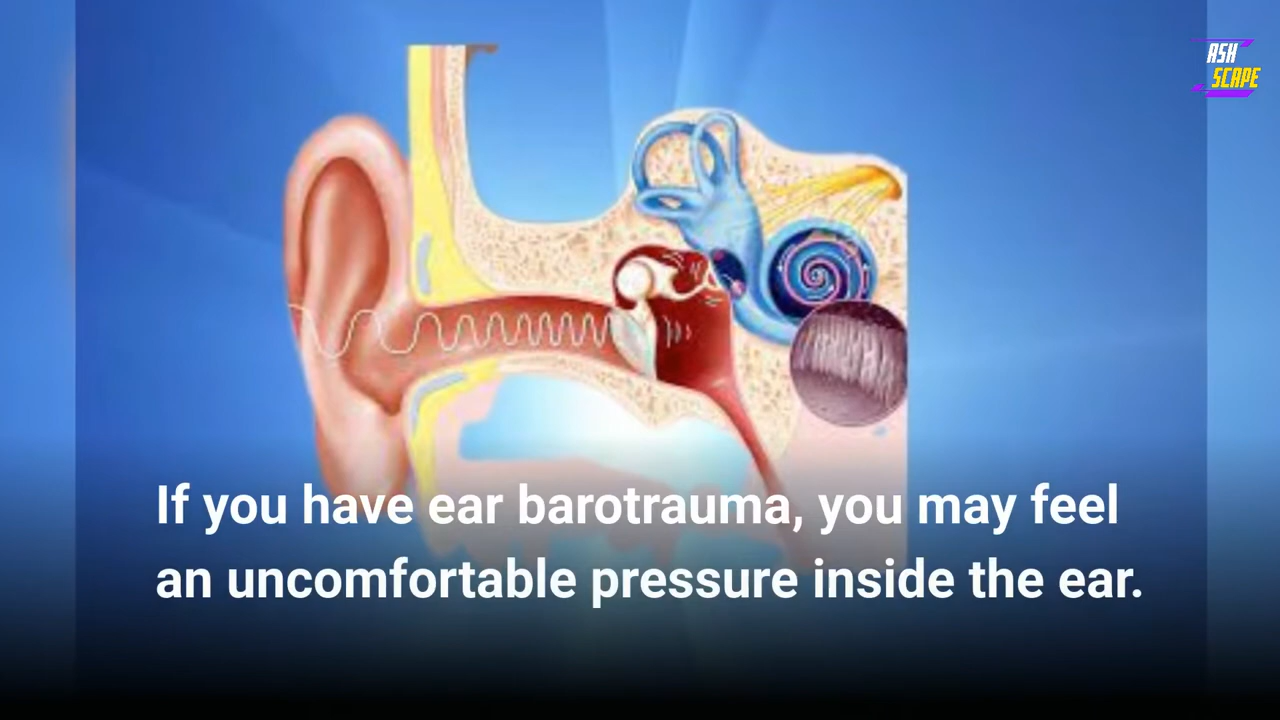 ASH
SCAPE
If you have ear barotrauma, you may feel
an uncomfortable pressure inside the ear.